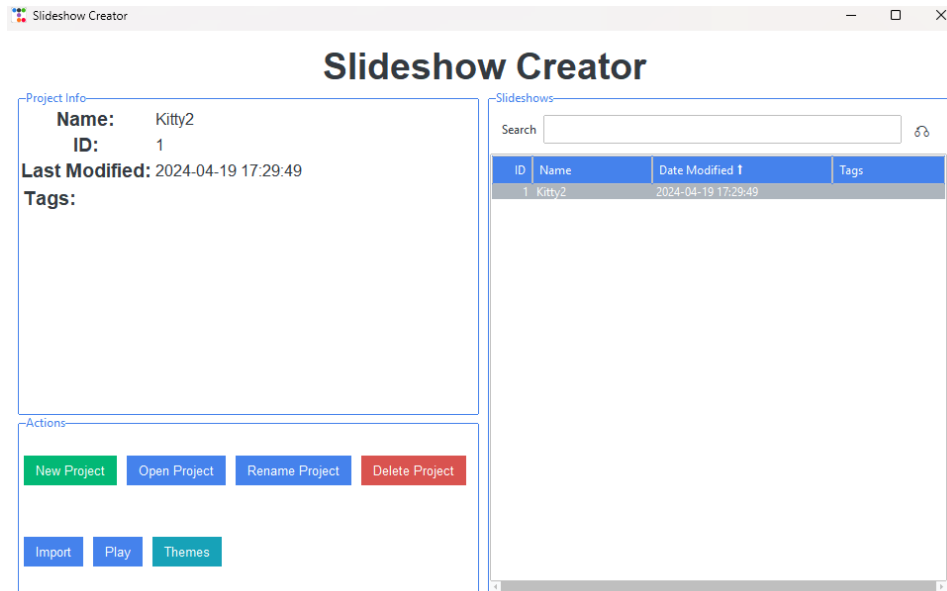 Slideshow Creator
Slideshow Creator
Project Info
Name: Kitty2
ID: 1
Last Modified: 2024-04-19 17:29:49
Tags:
Actions
New Project Open Project Rename Project Delete Project
Import Play Themes
Slideshows
Search
ID Name Date Modified ⬆ Tags
1 Kitty2 2024-04-19 17:29:49